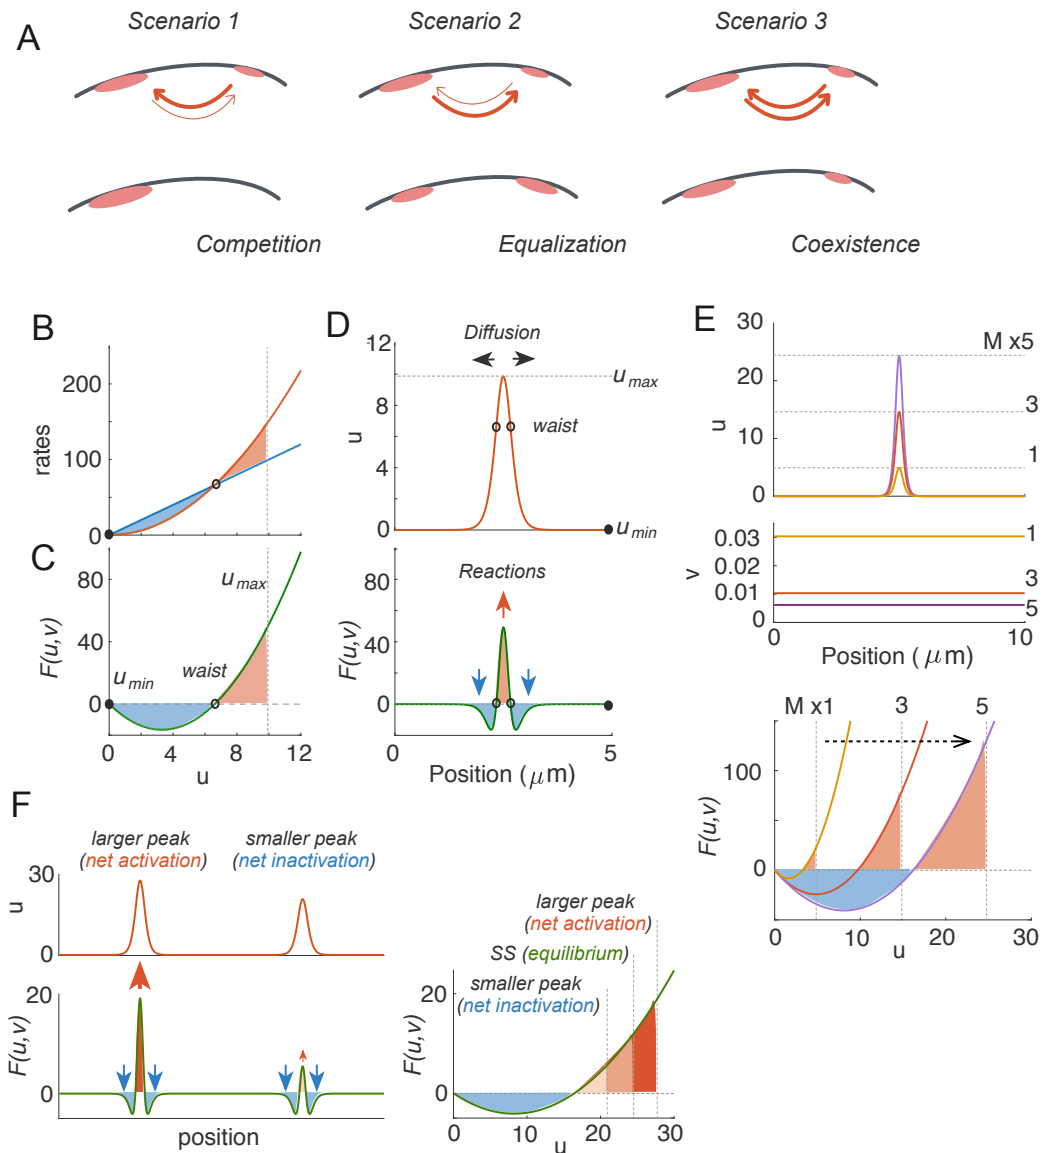 A
Scenario 1
Scenario 2
Scenario 3
Competition
Equalization
Coexistence
B
rates
200
100
0
C
F(u,v)
80
40
0
u max
u min
waist
0 4 8 12
u
D
Diffusion
u
12
10
8
6
4
2
0
u max
waist
u min
Reactions
F(u,v)
80
40
0
0 5
Position (μm)
E
u
30
20
10
0
M x5
3
1
v
0.03
0.02
0.01
0
1
3
5
0 10
Position (μm)
M x1 3 5
F(u,v)
100
0
0 10 20 30
u
F
larger peak
(net activation)
smaller peak
(net inactivation)
u
30
0
F(u,v)
20
0
position
larger peak
(net activation)
SS (equilibrium)
smaller peak
(net inactivation)
F(u,v)
20
0
0 10 20 30
u